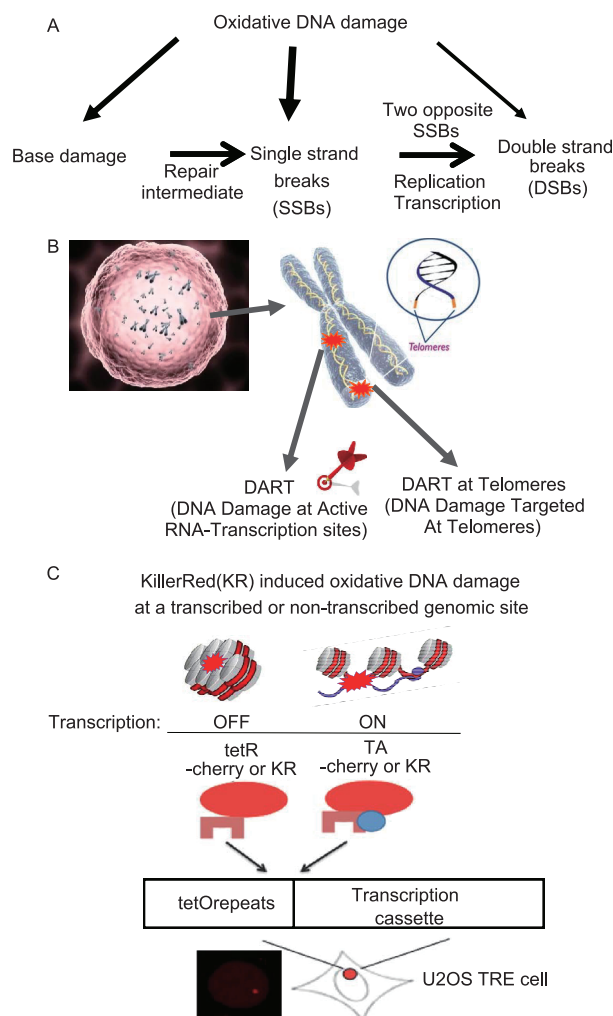 A
Oxidative DNA damage
Base damage
Repair
intermediate
Single strand
breaks
(SSBs)
Two opposite
SSBs
Replication
Transcription
Double strand
breaks
(DSBs)
B
Telomeres
DART
(DNA Damage at Active
RNA-Transcription sites)
DART at Telomeres
(DNA Damage Targeted
At Telomeres)
C
KillerRed(KR) induced oxidative DNA damage
at a transcribed or non-transcribed genomic site
Transcription: OFF ON
tetR
-cherry or KR
TA
-cherry or KR
tetOrepeats
Transcription
cassette
U2OS TRE cell